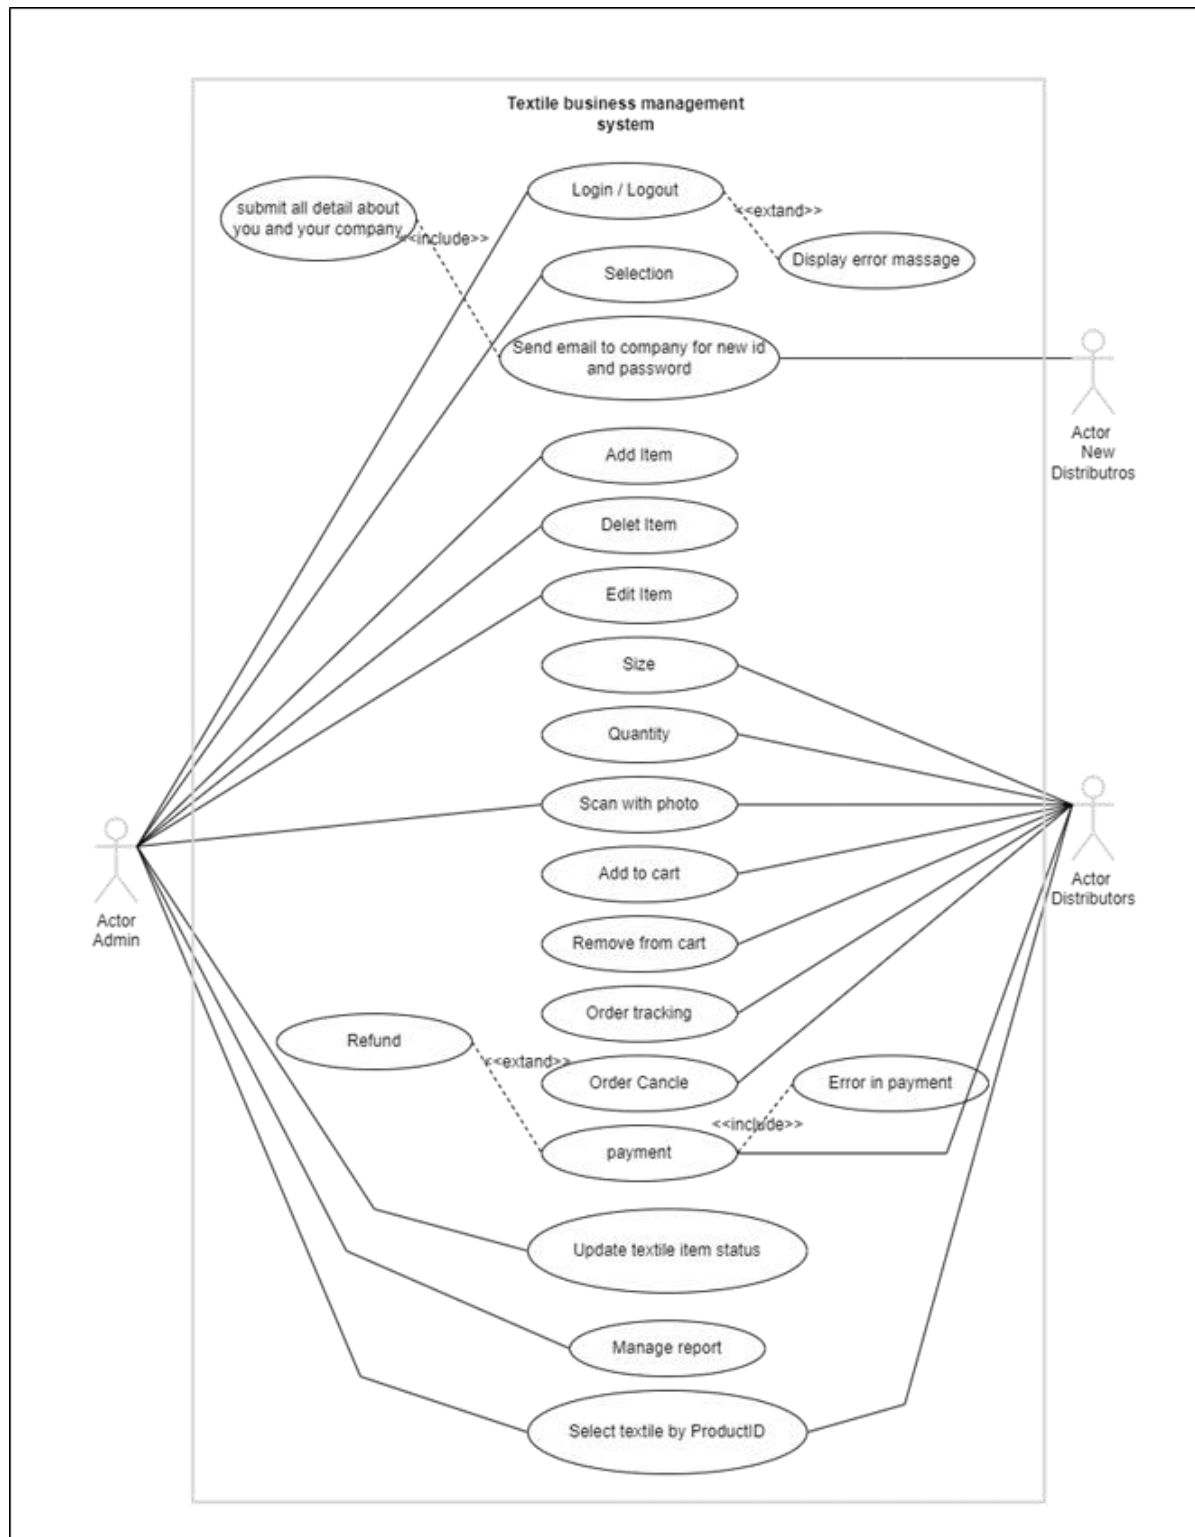 Textile business management
system
Login / Logout
submit all detail about
you and your company
<<extand>>
<<include>>
Display error massage
Selection
Send email to company for new id
and password
Actor
New
Distributros
Add Item
Delet Item
Edit Item
Size
Quantity
Scan with photo
Add to cart
Actor
Distributors
Actor
Admin
Remove from cart
Order tracking
Refund
<<extand>>
Order Cancle
Error in payment
<<include>>
payment
Update textile item status
Manage report
Select textile by ProductID